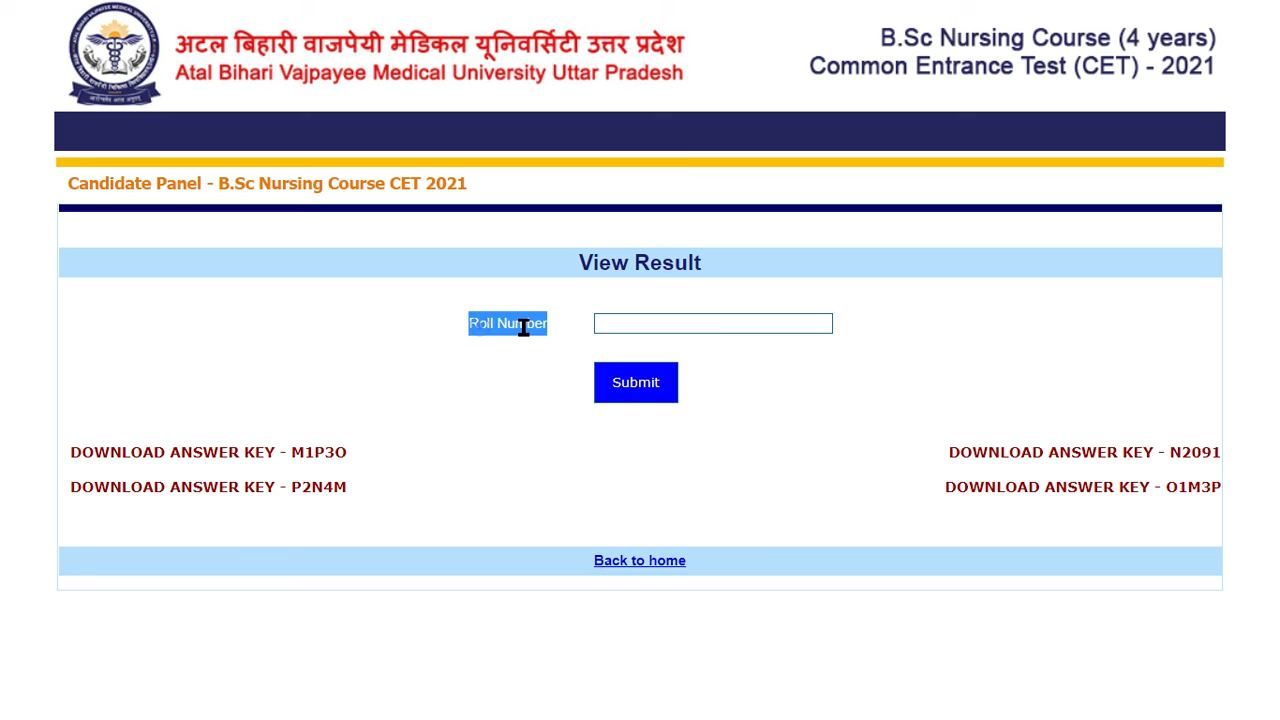 अटल बिहारी वाजपेयी मेडिकल यूनिवर्सिटी उत्तर प्रदेश
Atal Bihari Vajpayee Medical University Uttar Pradesh
B.Sc Nursing Course (4 years)
Common Entrance Test (CET) - 2021
Candidate Panel - B.Sc Nursing Course CET 2021
View Result
Roll Number
Submit
DOWNLOAD ANSWER KEY - M1P3O
DOWNLOAD ANSWER KEY - N2091
DOWNLOAD ANSWER KEY - P2N4M
DOWNLOAD ANSWER KEY - O1M3P
Back to home